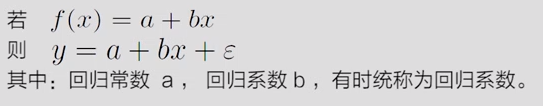 若 f(x) = a + bx
则 y = a + bx + ε
其中：回归常数 a ， 回归系数 b ，有时统称为回归系数。